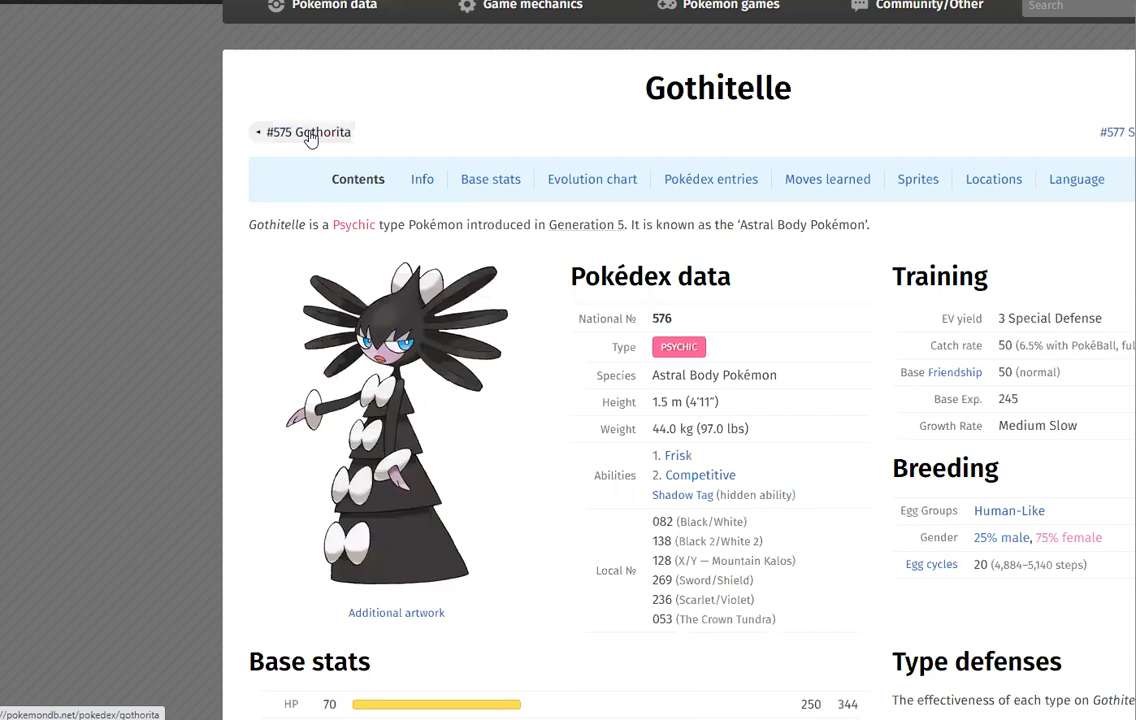 Pokémon data
Game mechanics
Pokémon games
Community/Other
Search
Gothitelle
#575 Gothorita
#577 S
Contents
Info
Base stats
Evolution chart
Pokédex entries
Moves learned
Sprites
Locations
Language
Gothitelle is a Psychic type Pokémon introduced in Generation 5. It is known as the ‘Astral Body Pokémon’.
Additional artwork
Pokédex data
National № 576
Type PSYCHIC
Species Astral Body Pokémon
Height 1.5 m (4′11″)
Weight 44.0 kg (97.0 lbs)
Abilities
1. Frisk
2. Competitive
Shadow Tag (hidden ability)
Local №
082 (Black/White)
138 (Black 2/White 2)
128 (X/Y — Mountain Kalos)
269 (Sword/Shield)
236 (Scarlet/Violet)
053 (The Crown Tundra)
Training
EV yield 3 Special Defense
Catch rate 50 (6.5% with PokéBall, ful
Base Friendship 50 (normal)
Base Exp. 245
Growth Rate Medium Slow
Breeding
Egg Groups Human-Like
Gender 25% male, 75% female
Egg cycles 20 (4,884–5,140 steps)
Base stats
HP 70 250 344
Type defenses
The effectiveness of each type on Gothite
//pokemondb.net/pokedex/gothorita